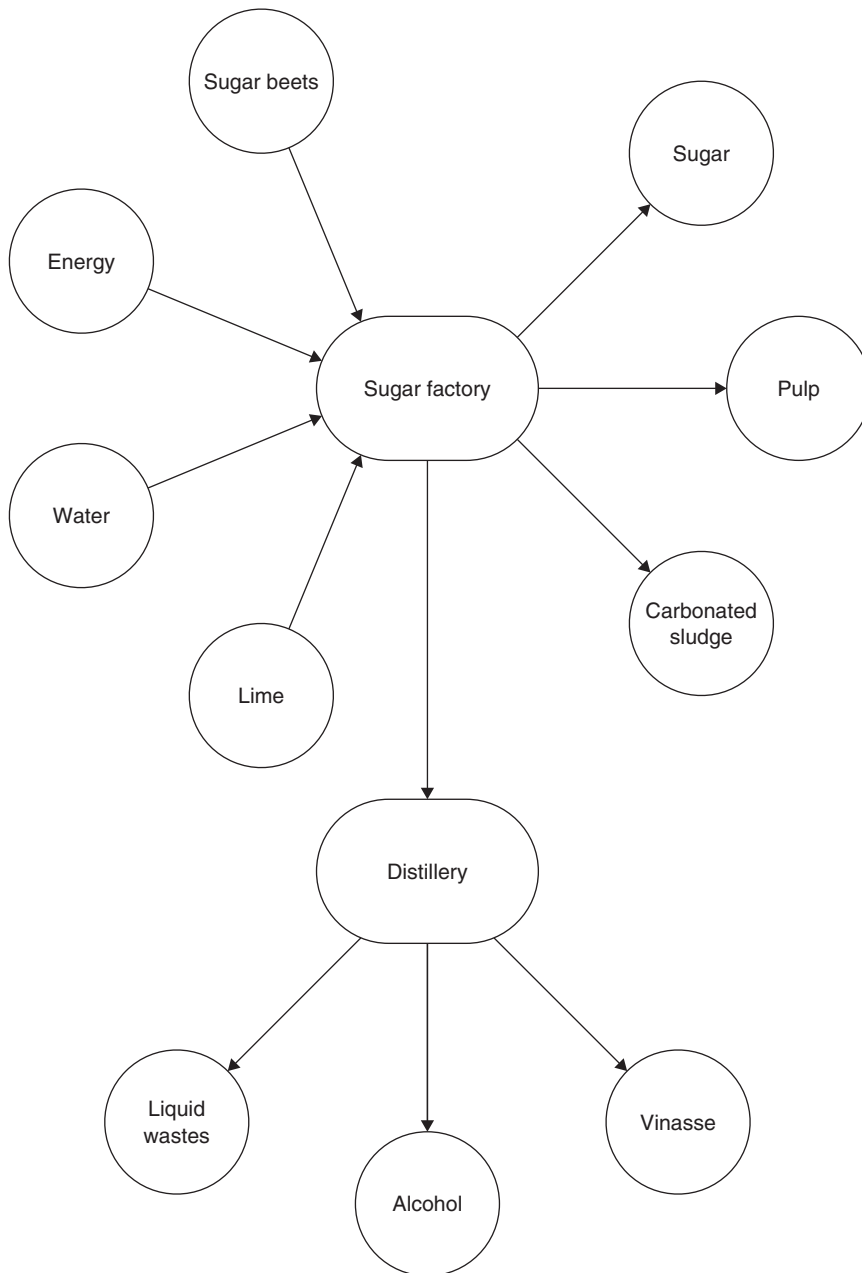 Sugar beets
Sugar
Energy
Sugar factory
Pulp
Water
Carbonated
sludge
Lime
Distillery
Liquid
wastes
Vinasse
Alcohol